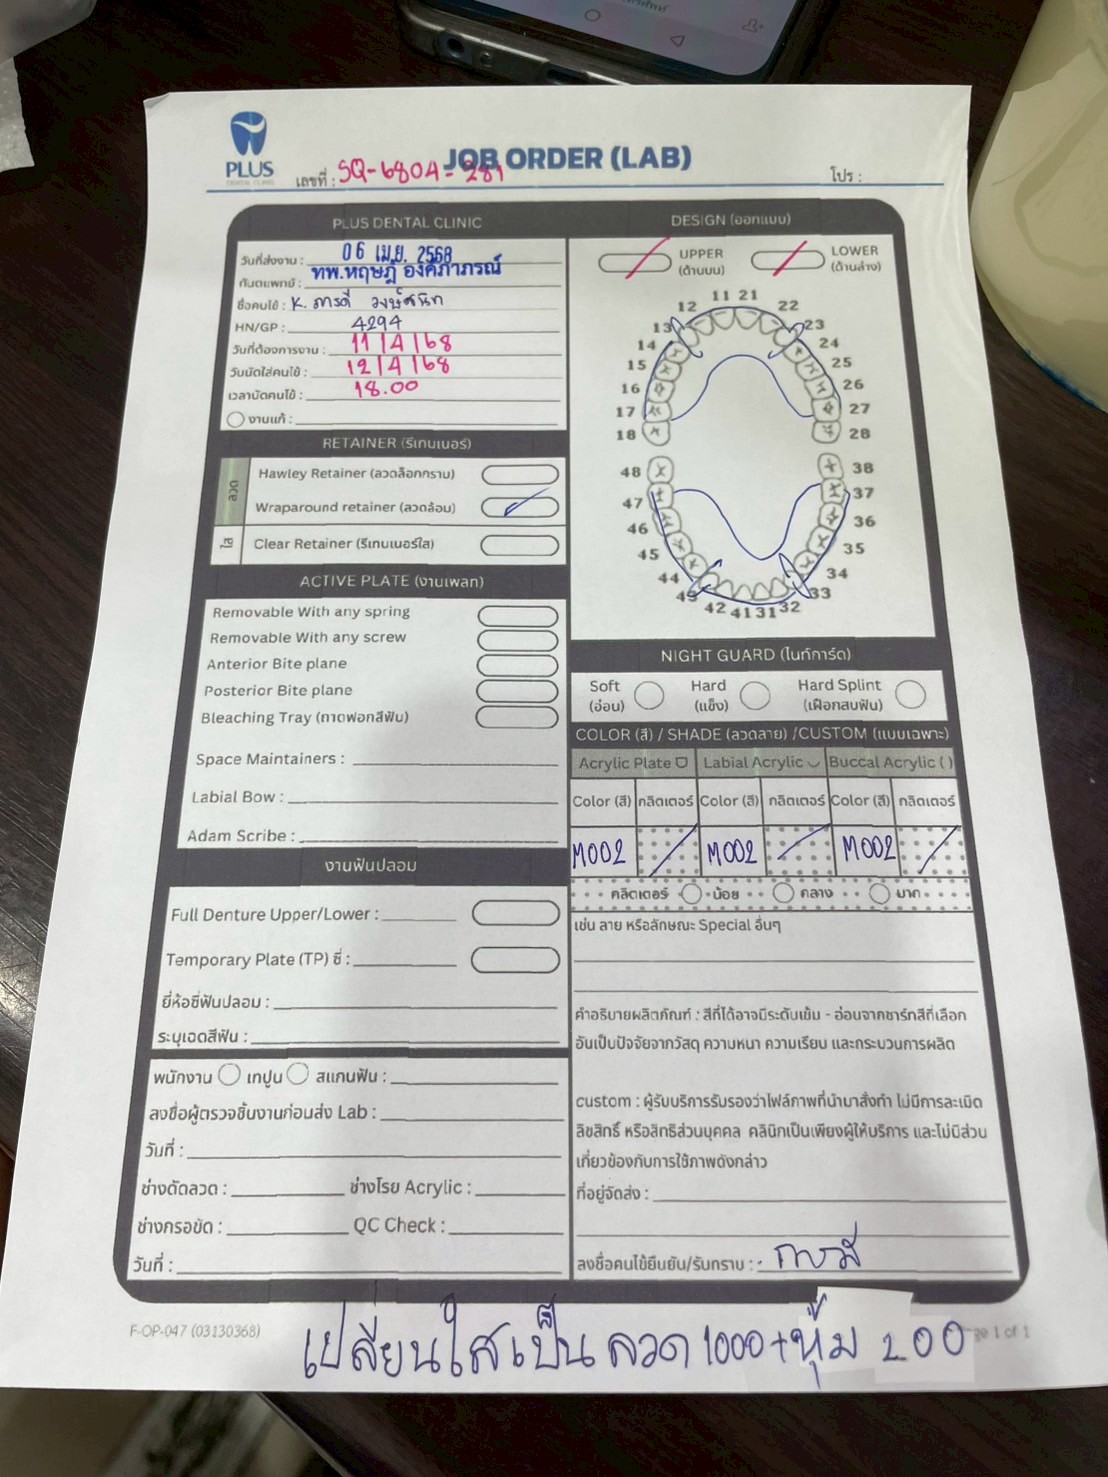 PLUS
DENTAL CLINIC
JOB ORDER (LAB)
เลขที่ : SQ-6804-281
โปร :
PLUS DENTAL CLINIC
วันที่ส่งงาน : 06 เม.ย. 2568
ทันตแพทย์ : ทพ.หฤษฎ์ องคภาภรณ์
ชื่อคนไข้ : K.
HN/GP : 4294
วันที่ต้องการงาน : 11/4/68
วันนัดใส่คนไข้ : 12/4/68
เวลานัดคนไข้ : 18.00
งานแก้ :
RETAINER (รีเทนเนอร์)
ลวด
Hawley Retainer (ลวดล็อกกราม)
Wraparound retainer (ลวดล้อม)
ใส
Clear Retainer (รีเทนเนอร์ใส)
ACTIVE PLATE (งานเพลท)
Removable With any spring
Removable With any screw
Anterior Bite plane
Posterior Bite plane
Bleaching Tray (ถาดฟอกสีฟัน)
Space Maintainers :
Labial Bow :
Adam Scribe :
งานฟันปลอม
Full Denture Upper/Lower :
Temporary Plate (TP) ซี่ :
ยี่ห้อซี่ฟันปลอม :
ระบุเฉดสีฟัน :
พนักงาน เทปูน สแกนฟัน :
ลงชื่อผู้ตรวจชิ้นงานก่อนส่ง Lab :
วันที่ :
ช่างดัดลวด : ช่างโรย Acrylic :
ช่างกรอขัด : QC Check :
วันที่ :
DESIGN (ออกแบบ)
UPPER
(ด้านบน)
LOWER
(ด้านล่าง)
11 21
12 22
13 23
14 24
15 25
16 26
17 27
18 28
48 38
47 37
46 36
45 35
44 34
43 33
42 41 31 32
NIGHT GUARD (ไนท์การ์ด)
Soft
(อ่อน)
Hard
(แข็ง)
Hard Splint
(เฝือกสบฟัน)
COLOR (สี) / SHADE (ลวดลาย) /CUSTOM (แบบเฉพาะ)
Acrylic Plate Labial Acrylic Buccal Acrylic ( )
Color (สี) กลิตเตอร์ Color (สี) กลิตเตอร์ Color (สี) กลิตเตอร์
M002 / M002 / M002 /
กลิตเตอร์ น้อย กลาง มาก
เช่น ลาย หรือลักษณะ Special อื่นๆ
คำอธิบายผลิตภัณฑ์ : สีที่ได้อาจมีระดับเข้ม - อ่อนจากชาร์ทสีที่เลือก
อันเป็นปัจจัยจากวัสดุ ความหนา ความเรียบ และกระบวนการผลิต
custom : ผู้รับบริการรับรองว่าไฟล์ภาพที่นำมาสั่งทำ ไม่มีการละเมิด
ลิขสิทธิ์ หรือสิทธิส่วนบุคคล คลินิกเป็นเพียงผู้ให้บริการ และไม่มีส่วน
เกี่ยวข้องกับการใช้ภาพดังกล่าว
ที่อยู่จัดส่ง :
ลงชื่อคนไข้ยืนยัน/รับทราบ :
F-OP-047 (03130368)
Page 1 of 1
เปลี่ยนใสเป็น ลวด 1000+หุ้ม 200